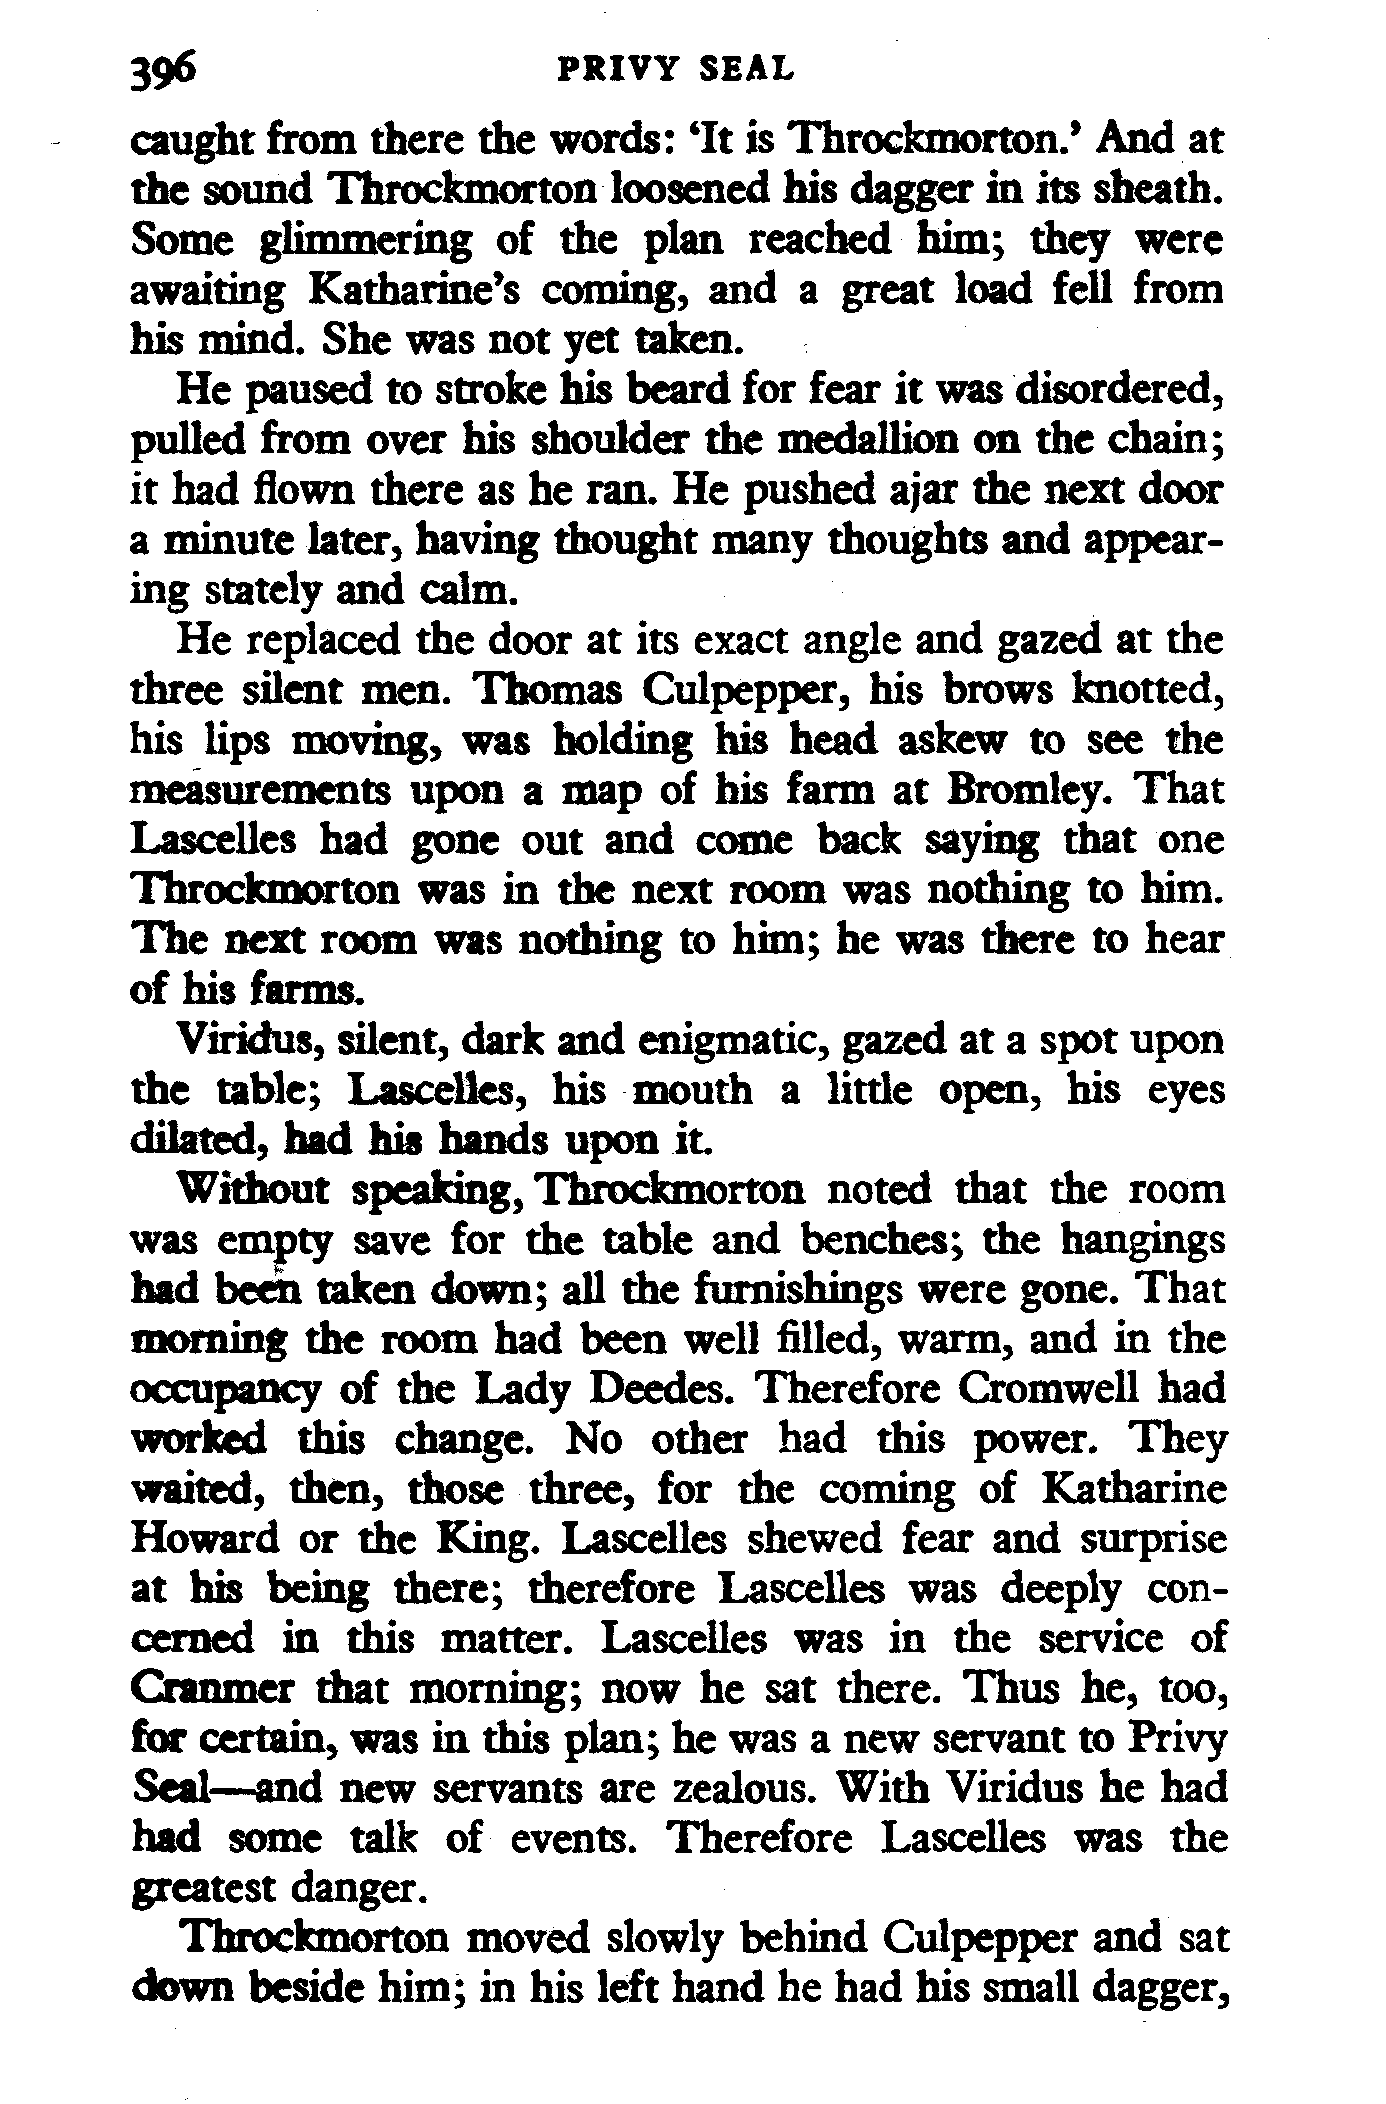 396 PRIVY SEAL
caught from there the words: ‘It is Throckmorton.’ And at
the sound Throckmorton loosened his dagger in its sheath.
Some glimmering of the plan reached him; they were
awaiting Katharine’s coming, and a great load fell from
his mind. She was not yet taken.
He paused to stroke his beard for fear it was disordered,
pulled from over his shoulder the medallion on the chain;
it had flown there as he ran. He pushed ajar the next door
a minute later, having thought many thoughts and appear-
ing stately and calm.
He replaced the door at its exact angle and gazed at the
three silent men. Thomas Culpepper, his brows knotted,
his lips moving, was holding his head askew to see the
measurements upon a map of his farm at Bromley. That
Lascelles had gone out and come back saying that one
Throckmorton was in the next room was nothing to him.
The next room was nothing to him; he was there to hear
of his farms.
Viridus, silent, dark and enigmatic, gazed at a spot upon
the table; Lascelles, his mouth a little open, his eyes
dilated, had his hands upon it.
Without speaking, Throckmorton noted that the room
was empty save for the table and benches; the hangings
had been taken down; all the furnishings were gone. That
morning the room had been well filled, warm, and in the
occupancy of the Lady Deedes. Therefore Cromwell had
worked this change. No other had this power. They
waited, then, those three, for the coming of Katharine
Howard or the King. Lascelles shewed fear and surprise
at his being there; therefore Lascelles was deeply con-
cerned in this matter. Lascelles was in the service of
Cranmer that morning; now he sat there. Thus he, too,
for certain, was in this plan; he was a new servant to Privy
Seal—and new servants are zealous. With Viridus he had
had some talk of events. Therefore Lascelles was the
greatest danger.
Throckmorton moved slowly behind Culpepper and sat
down beside him; in his left hand he had his small dagger,